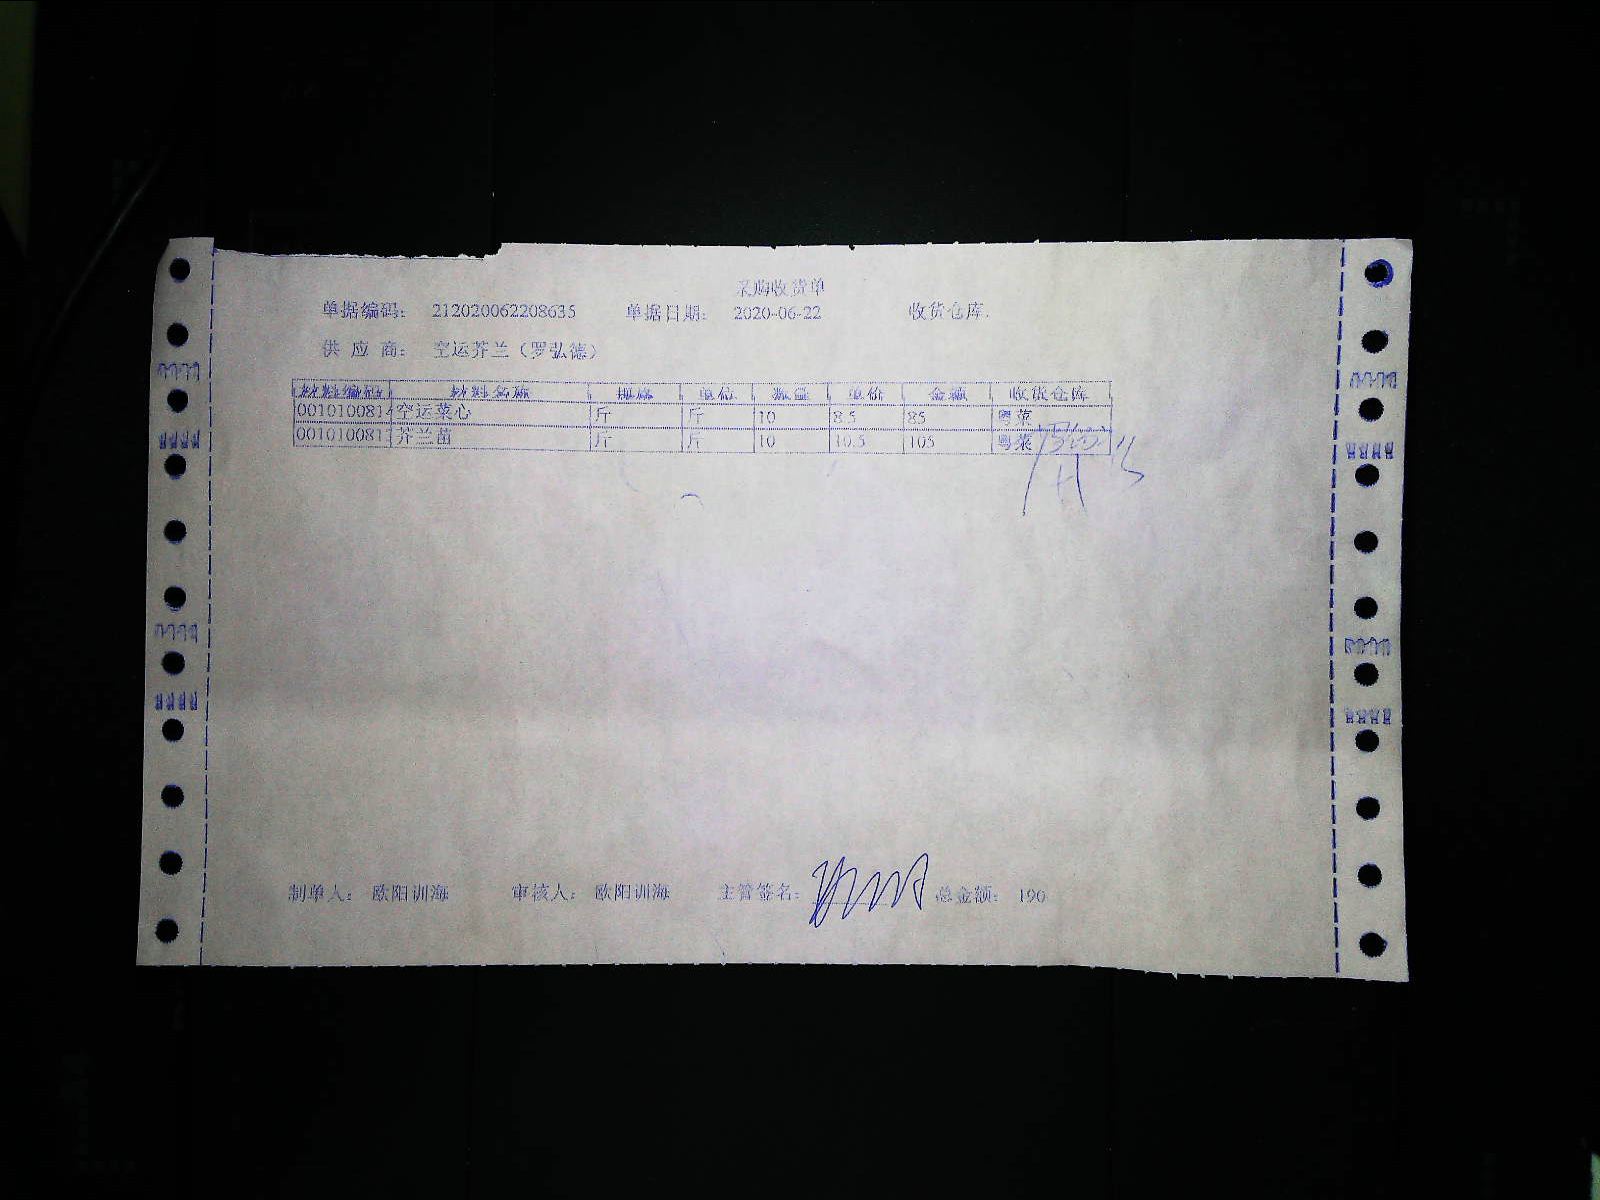 采购收货单
单据编码: 212020062208635 单据日期: 2020-06-22 收货仓库:
供应商: 空运芥兰（罗弘德）
材料编码 材料名称 规格 单位 数量 单价 金额 收货仓库
0010100814 空运菜心 斤 斤 10 8.5 85 粤菜
001010081 芥兰苗 斤 斤 10 10.5 105 粤菜
制单人: 欧阳训海 审核人: 欧阳训海 主管签名: 总金额: 190